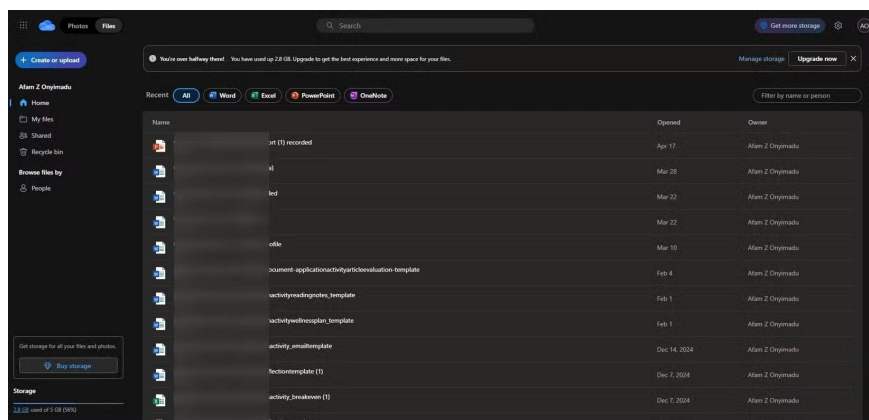 Photos Files
Search
Get more storage
AO
+ Create or upload
You're over halfway there! You have used up 2.8 GB. Upgrade to get the best experience and more space for your files.
Manage storage
Upgrade now
Afam Z Onyimadu
Home
My files
Shared
Recycle bin
Browse files by
People
Recent All Word Excel PowerPoint OneNote
Filter by name or person
Name Opened Owner
ort (1) recorded Apr 17 Afam Z Onyimadu
Mar 28 Afam Z Onyimadu
led Mar 22 Afam Z Onyimadu
Mar 22 Afam Z Onyimadu
ofile Mar 10 Afam Z Onyimadu
ocument-applicationactivityarticleevaluation-template Feb 4 Afam Z Onyimadu
nactivityreadingnotes_template Feb 1 Afam Z Onyimadu
nactivitywellnessplan_template Feb 1 Afam Z Onyimadu
activity_emailtemplate Dec 14, 2024 Afam Z Onyimadu
flectiontemplate (1) Dec 7, 2024 Afam Z Onyimadu
activity_breakeven (1) Dec 7, 2024 Afam Z Onyimadu
Get storage for all your files and photos.
Buy storage
Storage
2.8 GB used of 5 GB (56%)